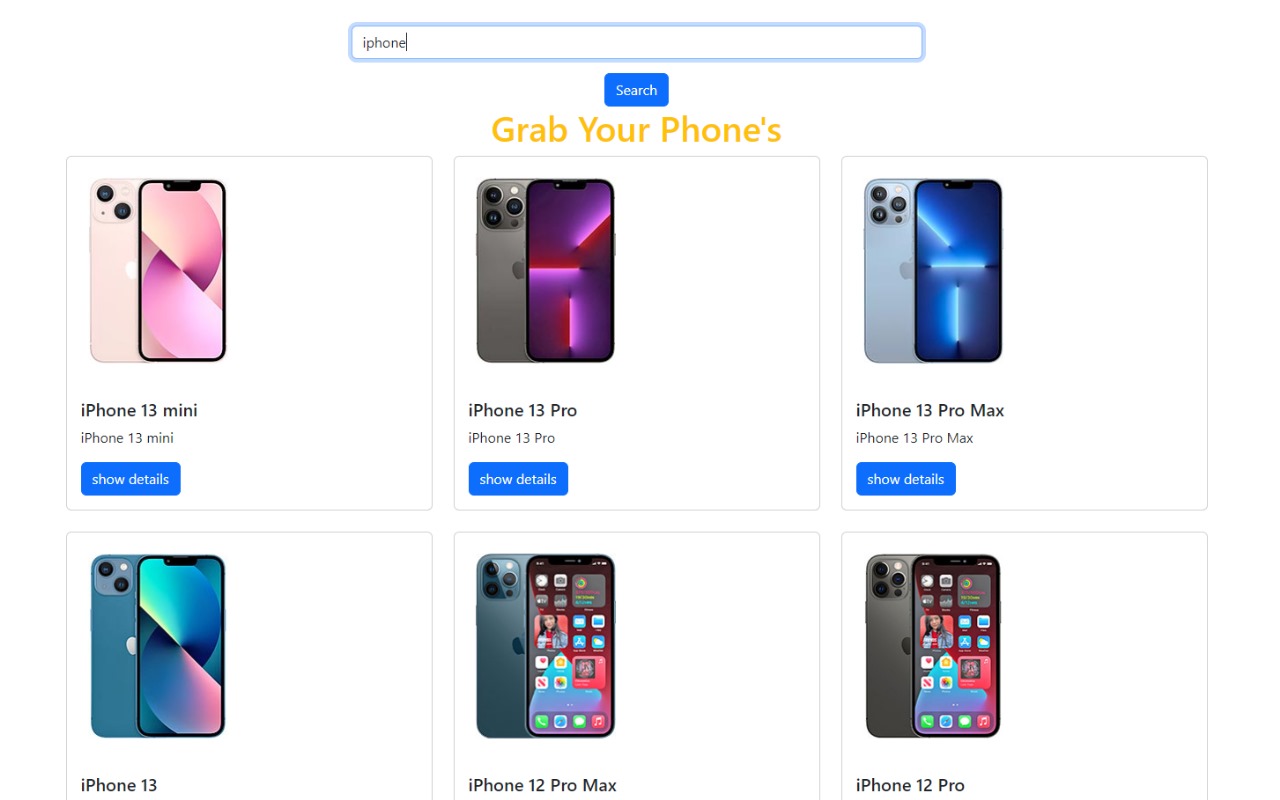 iphone
Search
Grab Your Phone's
iPhone 13 mini
iPhone 13 mini
show details
iPhone 13 Pro
iPhone 13 Pro
show details
iPhone 13 Pro Max
iPhone 13 Pro Max
show details
iPhone 13
iPhone 12 Pro Max
iPhone 12 Pro